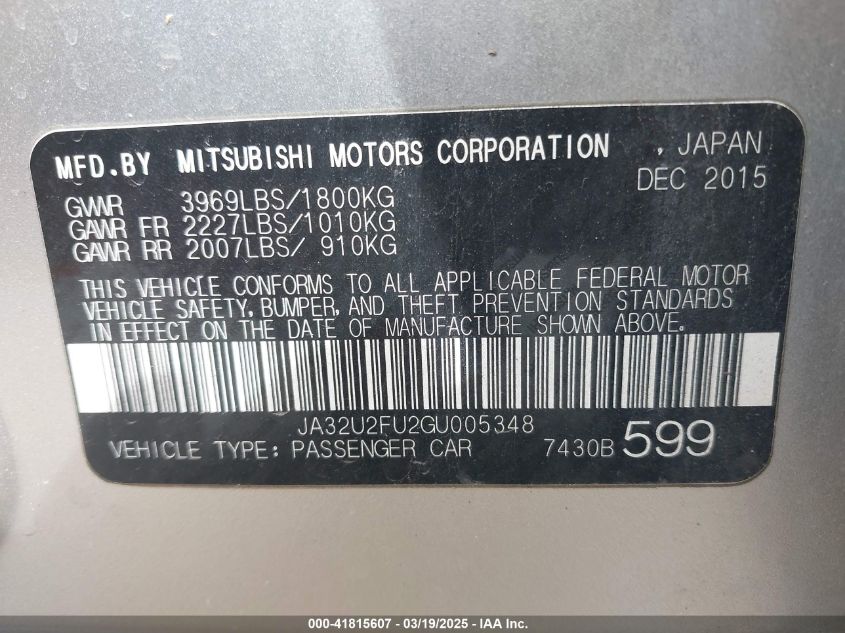 MFD.BY MITSUBISHI MOTORS CORPORATION , JAPAN
DEC 2015
GVWR 3969LBS/1800KG
GAWR FR 2227LBS/1010KG
GAWR RR 2007LBS/ 910KG
THIS VEHICLE CONFORMS TO ALL APPLICABLE FEDERAL MOTOR
VEHICLE SAFETY, BUMPER, AND THEFT PREVENTION STANDARDS
IN EFFECT ON THE DATE OF MANUFACTURE SHOWN ABOVE.
JA32U2FU2GU005348
VEHICLE TYPE: PASSENGER CAR 7430B 599
000-41815607 - 03/19/2025 - IAA, Inc.